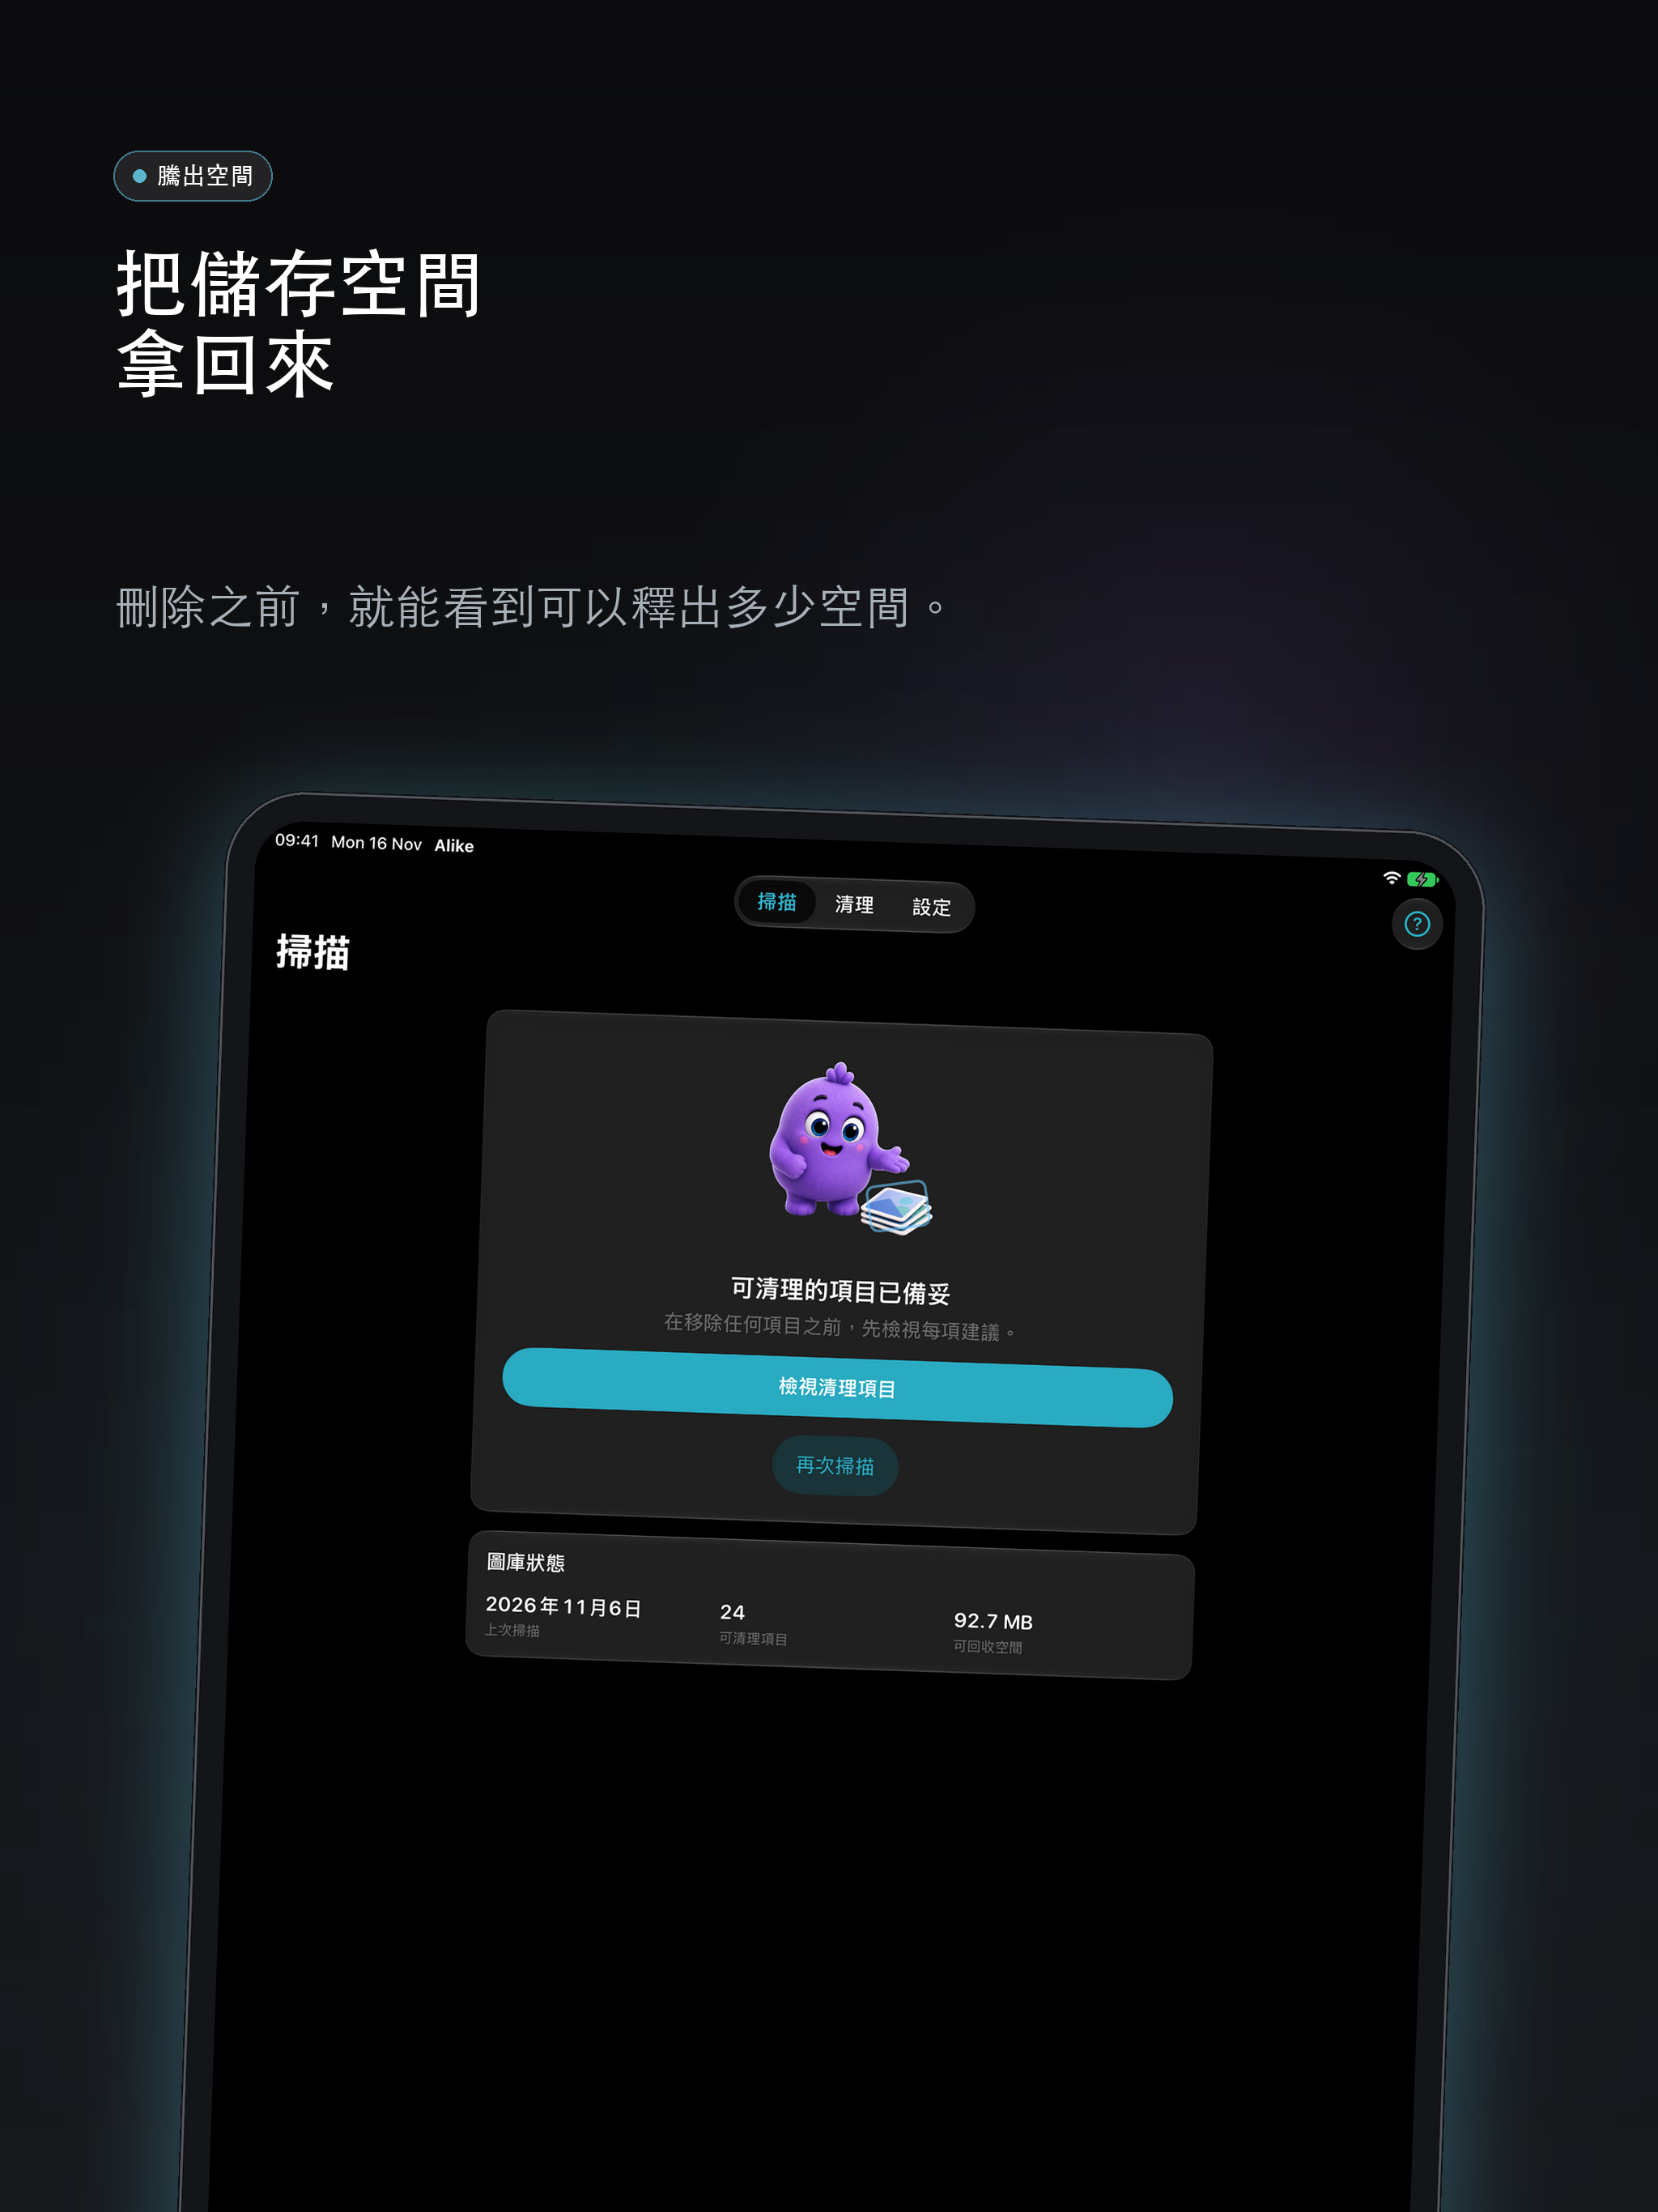 騰出空間
把儲存空間
拿回來
刪除之前，就能看到可以釋出多少空間。
09:41 Mon 16 Nov Alike
掃描 清理 設定
?
掃描
可清理的項目已備妥
在移除任何項目之前，先檢視每項建議。
檢視清理項目
再次掃描
圖庫狀態
2026年11月6日 24 92.7 MB
上次掃描 可清理項目 可回收空間